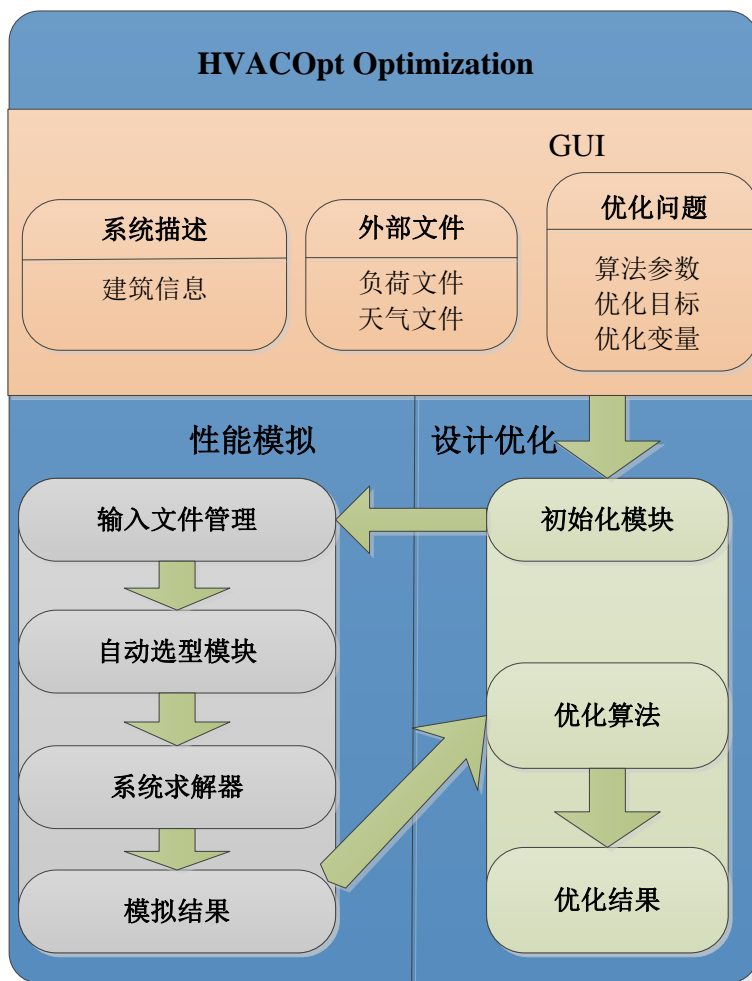 HVACOpt Optimization
GUI
系统描述
建筑信息
外部文件
负荷文件
天气文件
优化问题
算法参数
优化目标
优化变量
性能模拟
设计优化
输入文件管理
初始化模块
自动选型模块
优化算法
系统求解器
模拟结果
优化结果